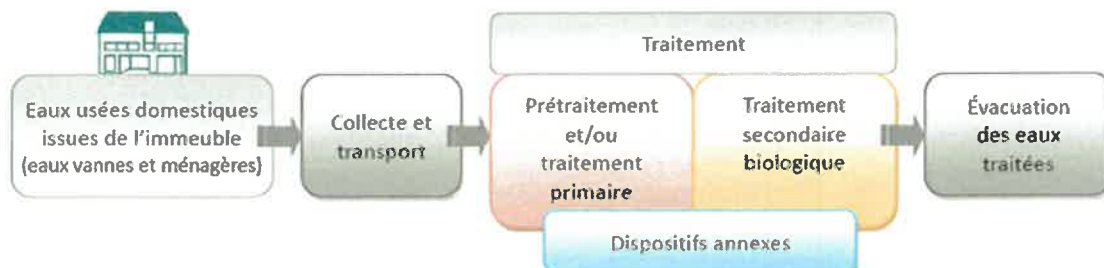 Traitement
Eaux usées domestiques
issues de l'immeuble
(eaux vannes et ménagères)
Collecte et
transport
Prétraitement
et/ou
traitement
primaire
Traitement
secondaire
biologique
Évacuation
des eaux
traitées
Dispositifs annexes